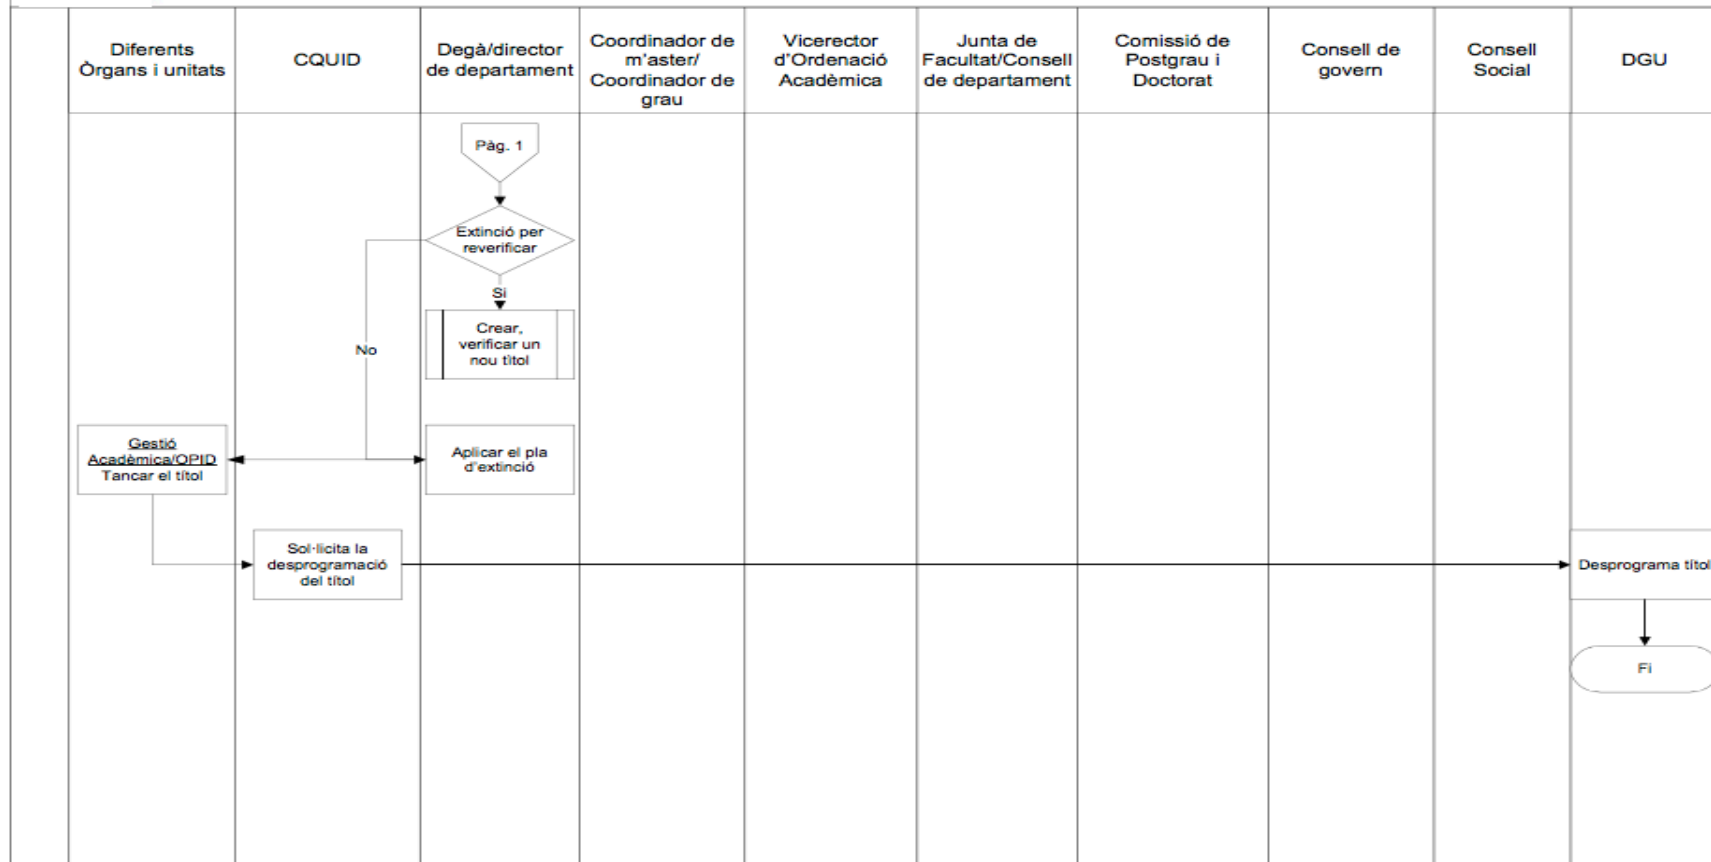 Diferents
Òrgans i unitats
CQUID
Degà/director
de departament
Coordinador de
m'aster/
Coordinador de
grau
Vicerector
d'Ordenació
Acadèmica
Junta de
Facultat/Consell
de departament
Comissió de
Postgrau i
Doctorat
Consell de
govern
Consell
Social
DGU
Pàg. 1
Extinció per
reverificar
Si
Crear,
verificar un
nou títol
No
Gestió
Acadèmica/OPID
Tancar el títol
Aplicar el pla
d'extinció
Sol·licita la
desprogramació
del títol
Desprograma títol
Fi